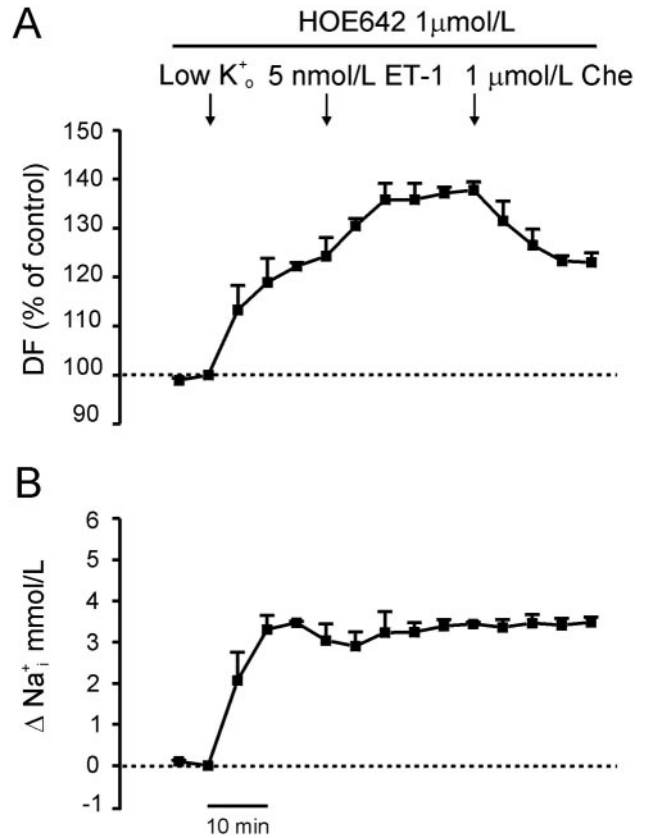 A
HOE642 1μmol/L
Low K⁺ₒ 5 nmol/L ET-1 1 μmol/L Che
150
140
130
120
110
100
90
DF (% of control)
B
6
5
4
3
2
1
0
-1
Δ Na⁺ᵢ mmol/L
10 min